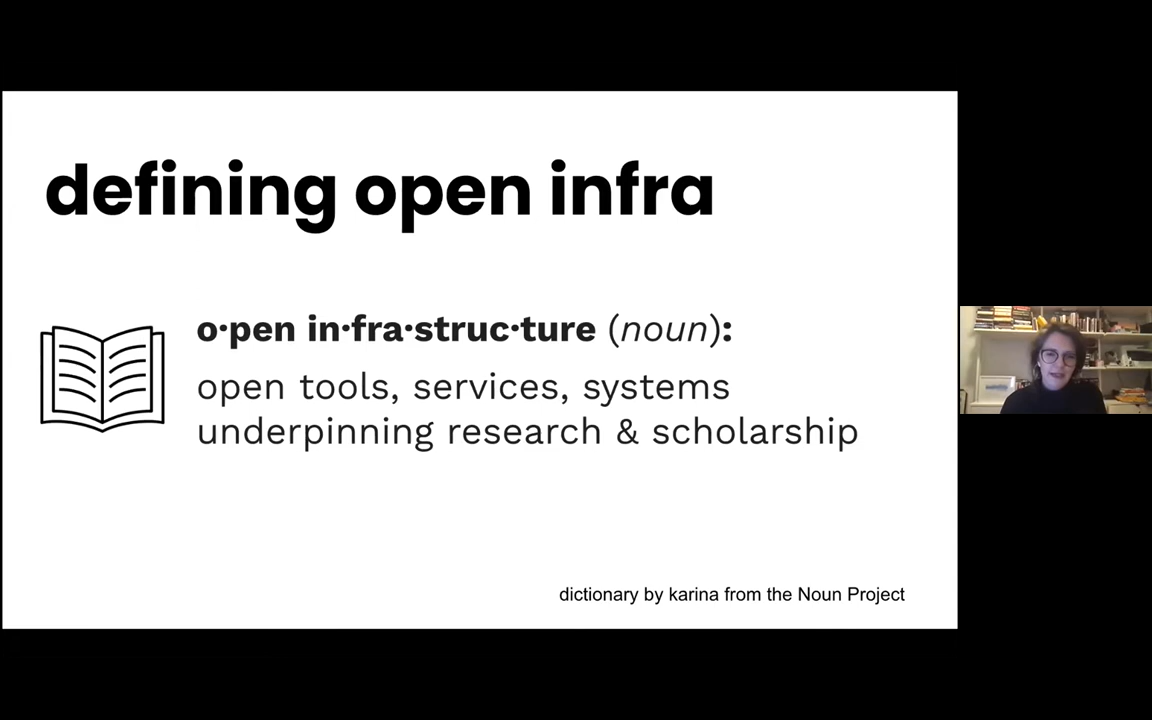 defining open infra
o·pen in·fra·struc·ture (noun):
open tools, services, systems
underpinning research & scholarship
dictionary by karina from the Noun Project